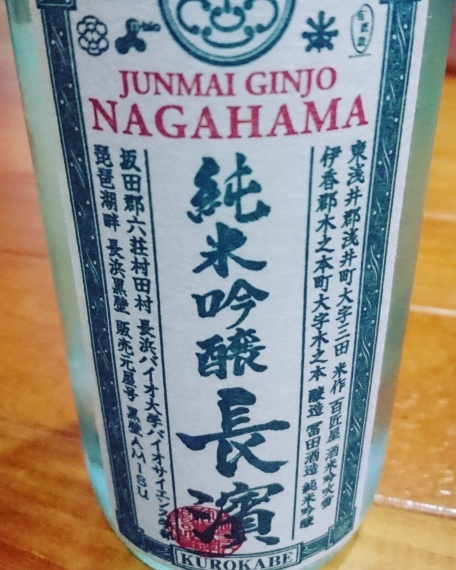 JUNMAI GINJO
NAGAHAMA
東浅井郡浅井町大字三田 米作 百匠屋 酒米吟吹雪
伊香郡木之本町大字木之本 醸造 冨田酒造 純米吟醸
純米吟醸 長濱
坂田郡六荘村田村 長浜バイオ大学バイオサイエンス
琵琶湖畔 長浜黒壁 販売元屋号 黒壁AMISU
KUROKABE